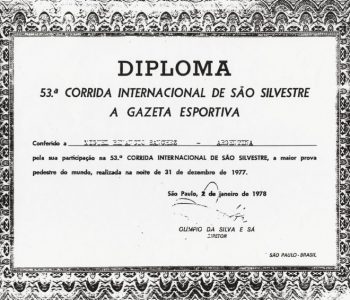 DIPLOMA
53.ª CORRIDA INTERNACIONAL DE SÃO SILVESTRE
A GAZETA ESPORTIVA
Conferido a MIGUEL - ARGENTINA
pela sua participação na 53.ª CORRIDA INTERNACIONAL DE SÃO SILVESTRE, a maior prova
pedestre do mundo, realizada na noite de 31 de dezembro de 1977.
São Paulo, 2 de janeiro de 1978
OLIMPIO DA SILVA E SÁ
DIRETOR
SÃO PAULO-BRASIL